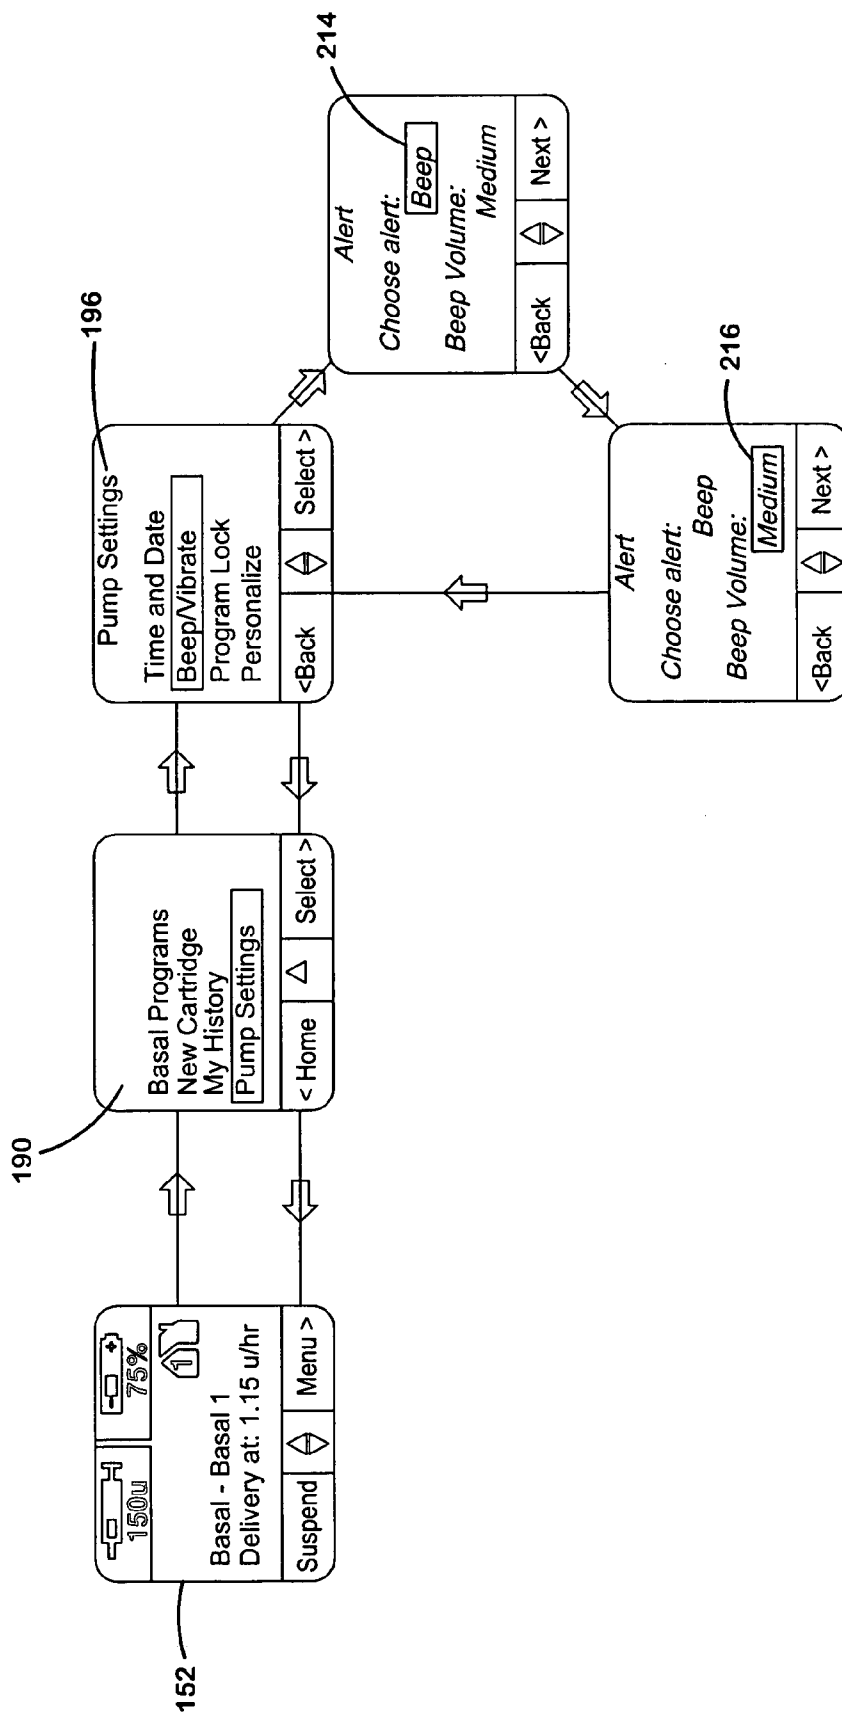 152
150u
75%
1
Basal - Basal 1
Delivery at: 1.15 u/hr
Suspend
Menu >
190
Basal Programs
New Cartridge
My History
Pump Settings
< Home
Select >
196
Pump Settings
Time and Date
Beep/Vibrate
Program Lock
Personalize
<Back
Select >
214
Alert
Choose alert:
Beep
Beep Volume:
Medium
<Back
Next >
216
Alert
Choose alert:
Beep
Beep Volume:
Medium
<Back
Next >